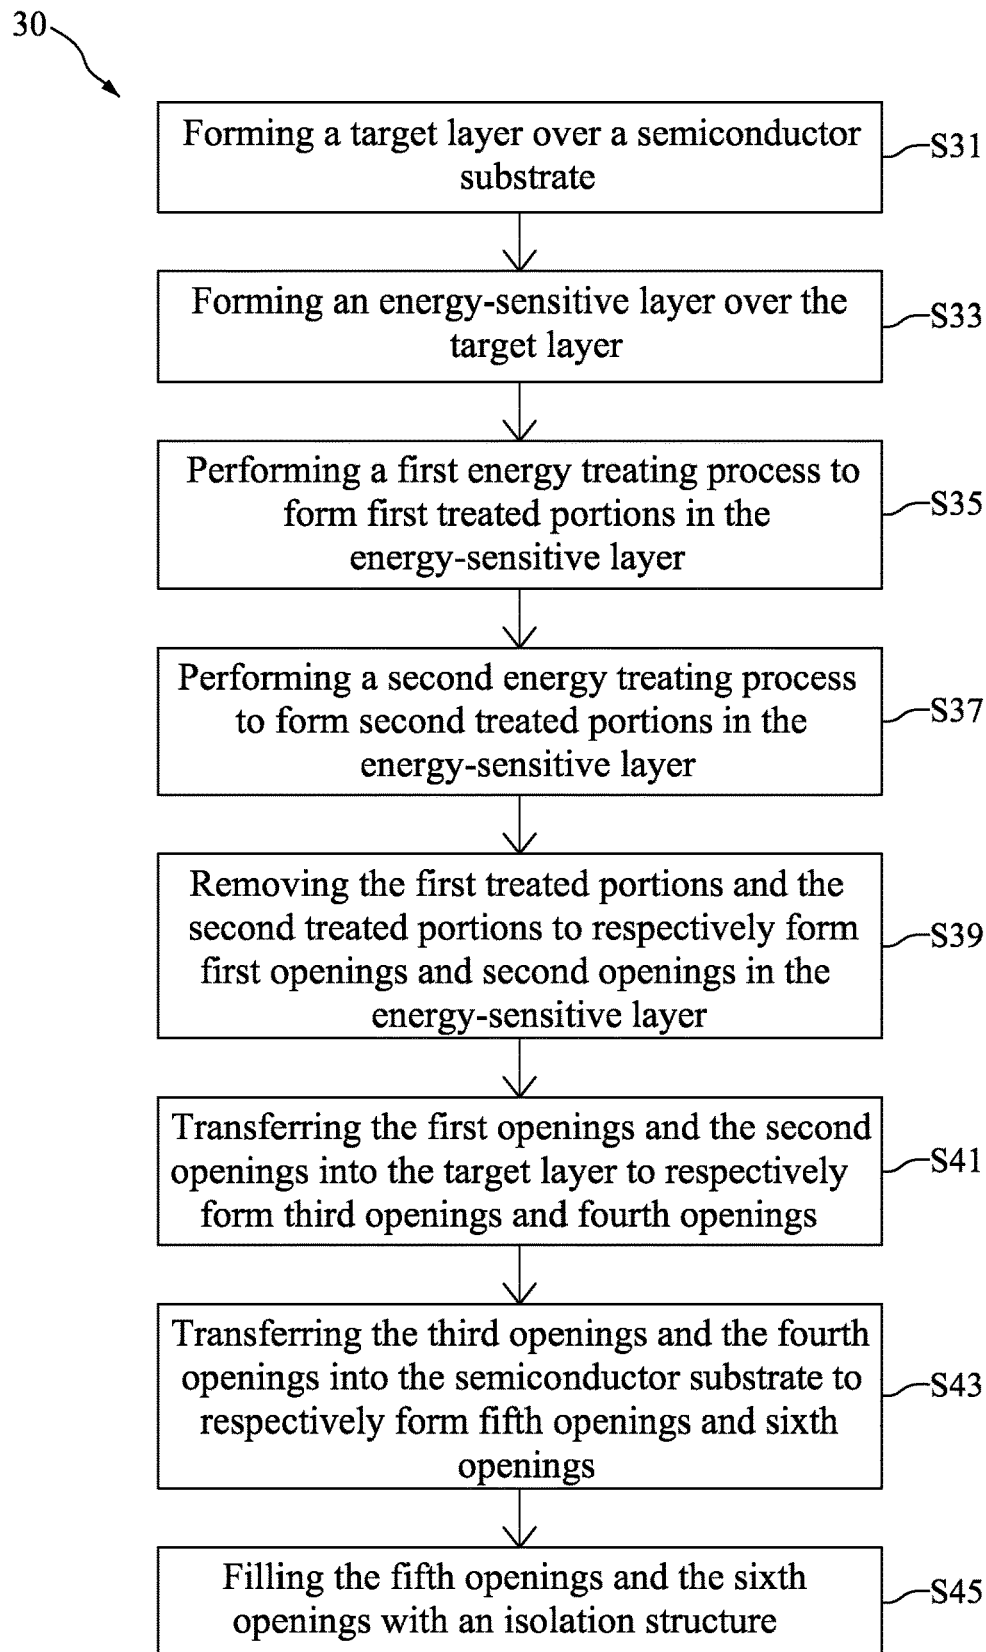 30
Forming a target layer over a semiconductor
substrate
S31
Forming an energy-sensitive layer over the
target layer
S33
Performing a first energy treating process to
form first treated portions in the
energy-sensitive layer
S35
Performing a second energy treating process
to form second treated portions in the
energy-sensitive layer
S37
Removing the first treated portions and the
second treated portions to respectively form
first openings and second openings in the
energy-sensitive layer
S39
Transferring the first openings and the second
openings into the target layer to respectively
form third openings and fourth openings
S41
Transferring the third openings and the fourth
openings into the semiconductor substrate to
respectively form fifth openings and sixth
openings
S43
Filling the fifth openings and the sixth
openings with an isolation structure
S45